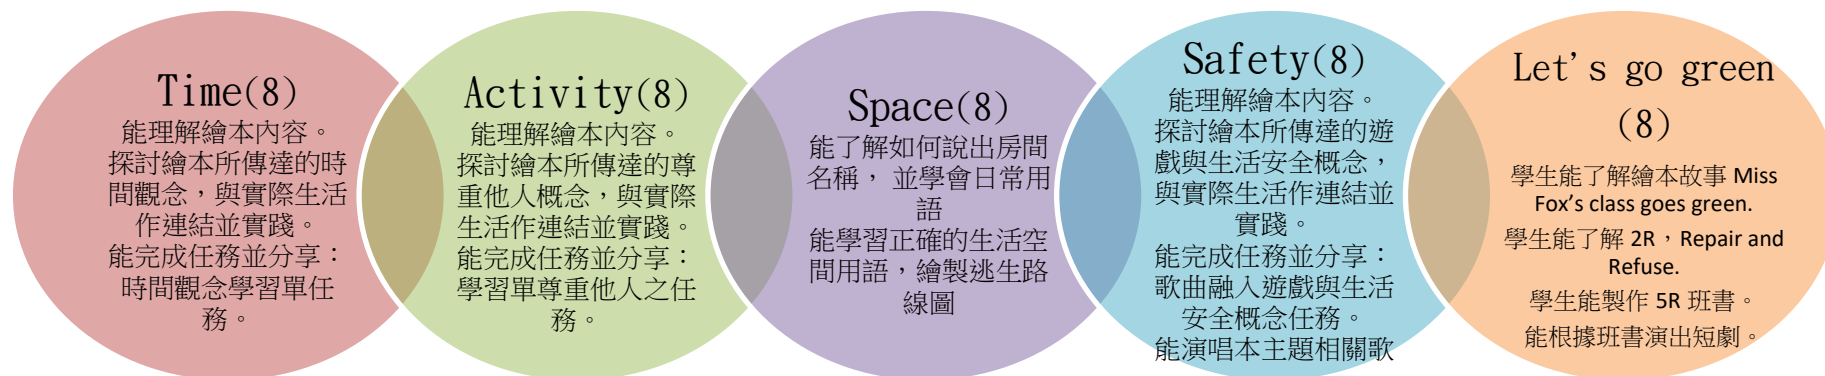 Time(8)
能理解繪本內容。
探討繪本所傳達的時
間觀念，與實際生活
作連結並實踐。
能完成任務並分享：
時間觀念學習單任
務。
Activity(8)
能理解繪本內容。
探討繪本所傳達的尊
重他人概念，與實際
生活作連結並實踐。
能完成任務並分享：
學習單尊重他人之任
務。
Space(8)
能了解如何說出房間
名稱， 並學會日常用
語
能學習正確的生活空
間用語，繪製逃生路
線圖
Safety(8)
能理解繪本內容。
探討繪本所傳達的遊
戲與生活安全概念，
與實際生活作連結並
實踐。
能完成任務並分享：
歌曲融入遊戲與生活
安全概念任務。
能演唱本主題相關歌
Let's go green
(8)
學生能了解繪本故事 Miss
Fox’s class goes green.
學生能了解 2R，Repair and
Refuse.
學生能製作 5R 班書。
能根據班書演出短劇。